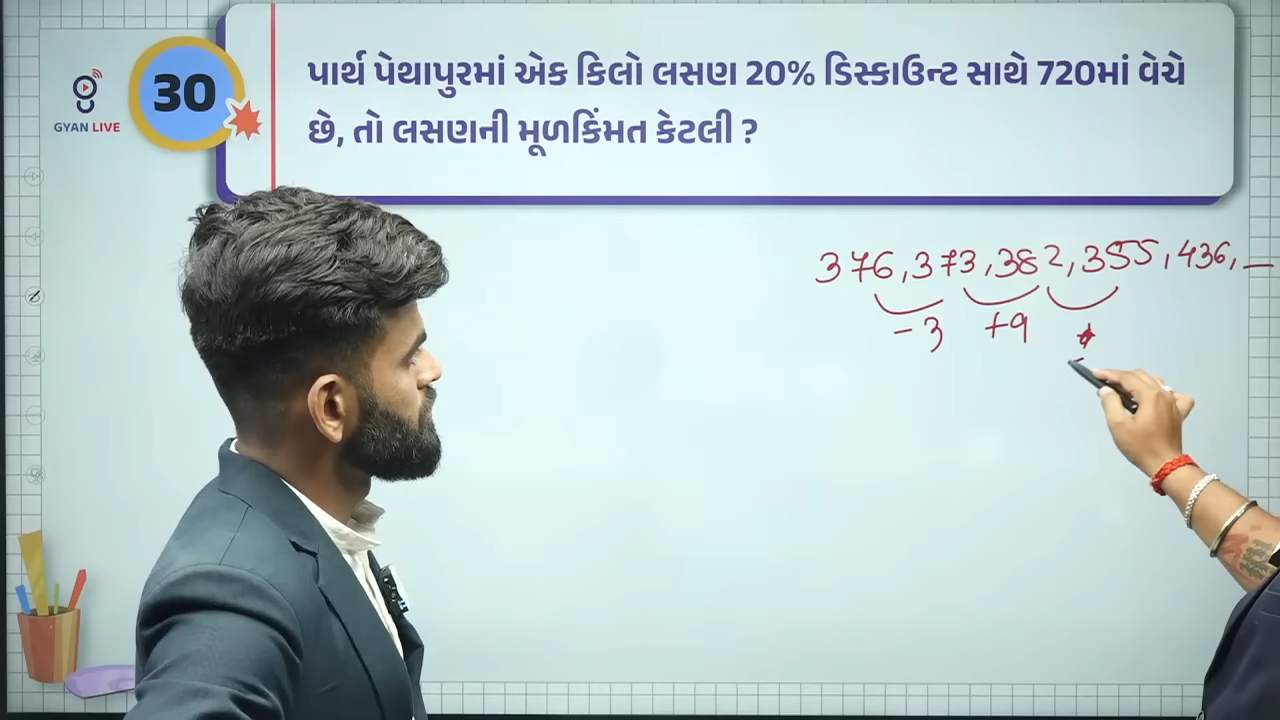 30
પાર્થ પેથાપુરમાં એક કિલો લસણ 20% ડિસ્કાઉન્ટ સાથે 720માં વેચે
છે, તો લસણની મૂળકિંમત કેટલી ?
GYAN LIVE
376, 373, 382, 355, 436, _
-3 +9